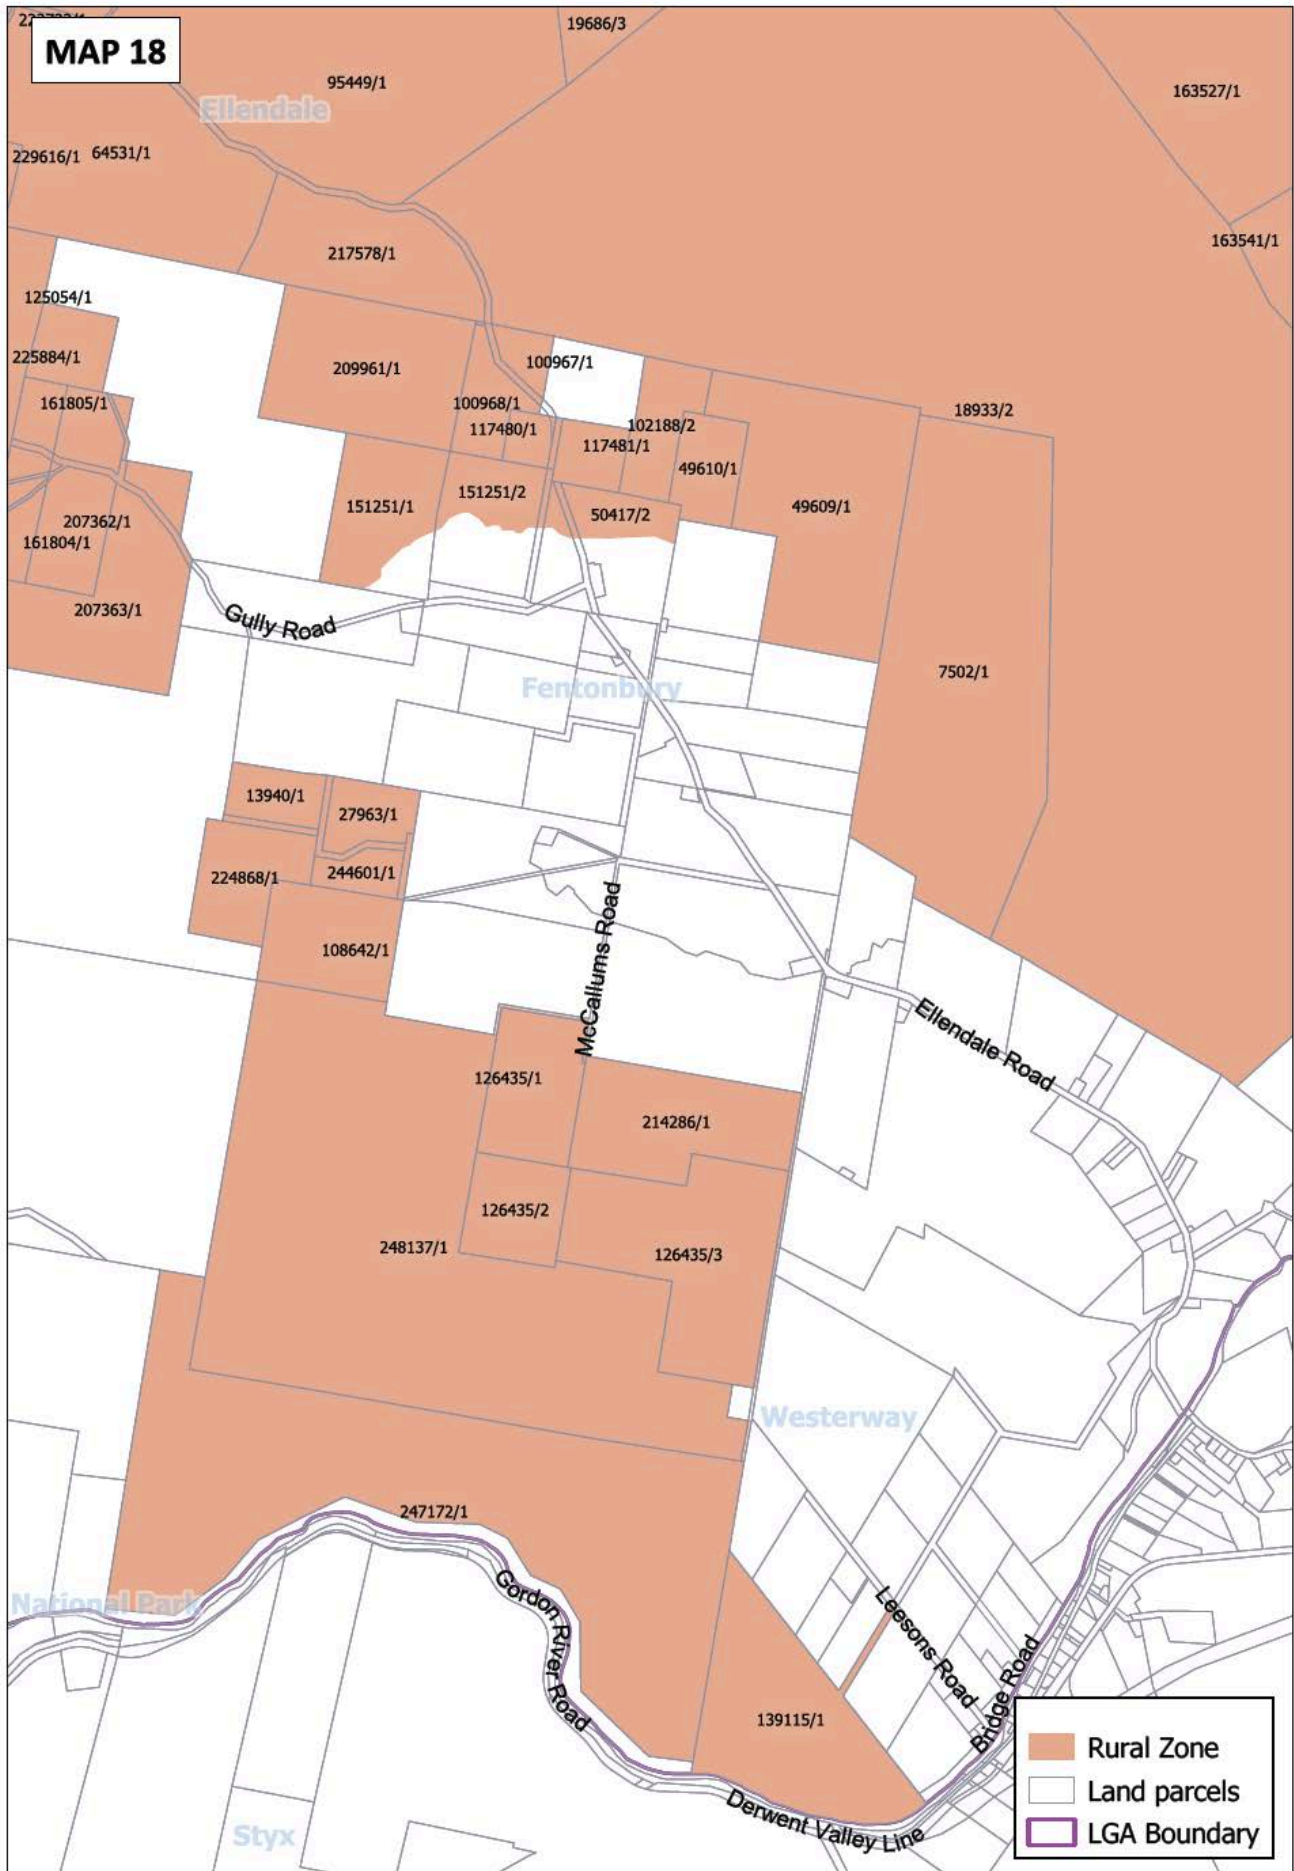 MAP 18
19686/3
95449/1
163527/1
Ellendale
229616/1
64531/1
163541/1
217578/1
125054/1
225884/1
209961/1
100967/1
161805/1
100968/1
18933/2
117480/1
102188/2
117481/1
49610/1
151251/1
151251/2
50417/2
49609/1
207362/1
161804/1
207363/1
Gully Road
Fentonbury
7502/1
13940/1
27963/1
224868/1
244601/1
108642/1
McCallums Road
Ellendale Road
126435/1
214286/1
126435/2
248137/1
126435/3
Westerway
247172/1
National Park
Gordon River Road
Leesons Road
Bridge Road
139115/1
Derwent Valley Line
Styx
Rural Zone
Land parcels
LGA Boundary